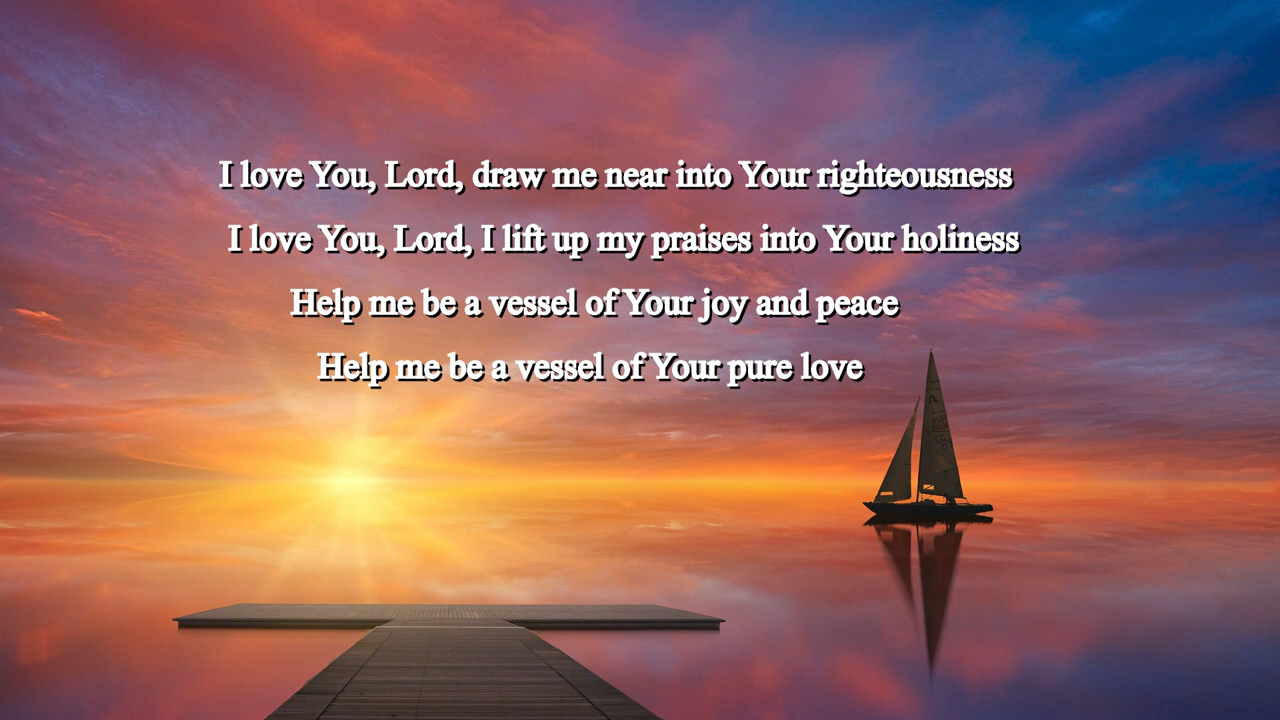 I love You, Lord, draw me near into Your righteousness
I love You, Lord, I lift up my praises into Your holiness
Help me be a vessel of Your joy and peace
Help me be a vessel of Your pure love